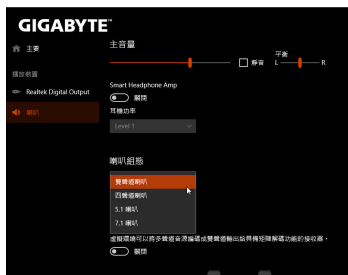 GIGABYTE™
主要
播放裝置
Realtek Digital Output
喇叭
主音量
靜音
平衡
L
R
Smart Headphone Amp
關閉
耳機功率
Level 1
喇叭組態
雙聲道喇叭
四聲道喇叭
5.1 喇叭
7.1 喇叭
虛擬環繞可以將多聲道音源編碼成雙聲道輸出給具備矩陣解碼功能的接收器。
關閉